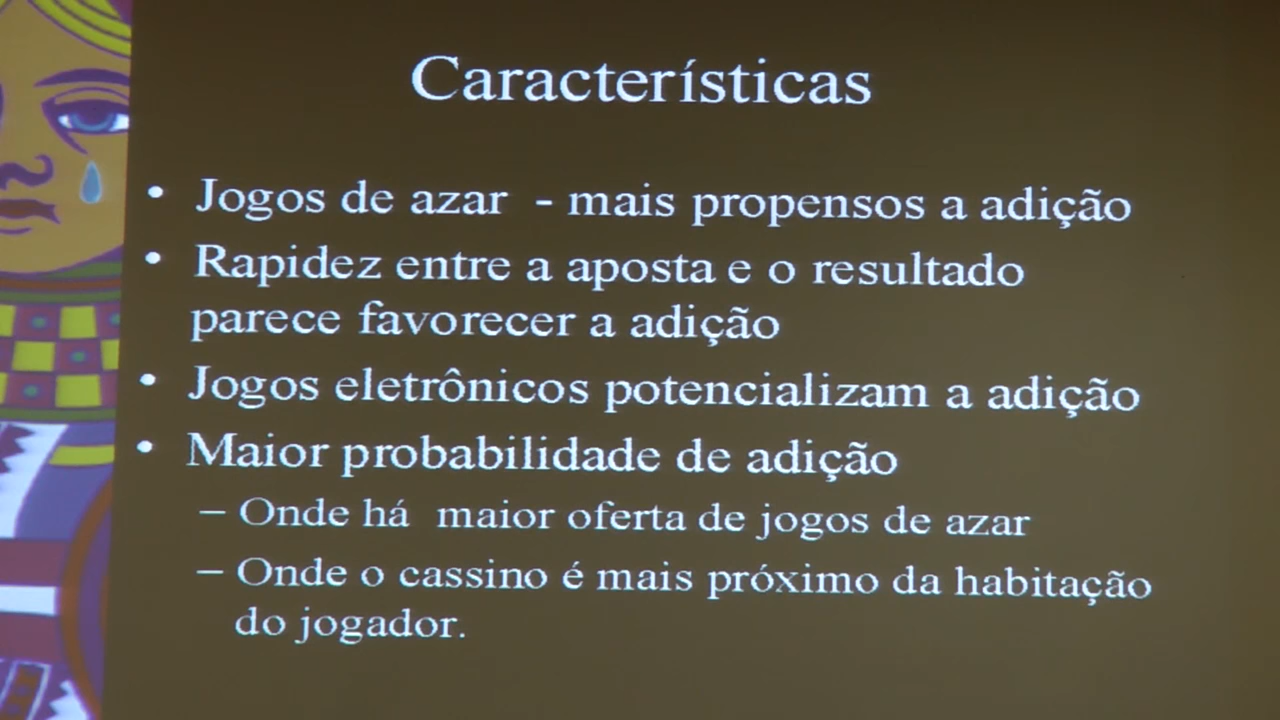 Características
• Jogos de azar - mais propensos a adição
• Rapidez entre a aposta e o resultado
parece favorecer a adição
• Jogos eletrônicos potencializam a adição
• Maior probabilidade de adição
– Onde há maior oferta de jogos de azar
– Onde o cassino é mais próximo da habitação
do jogador.